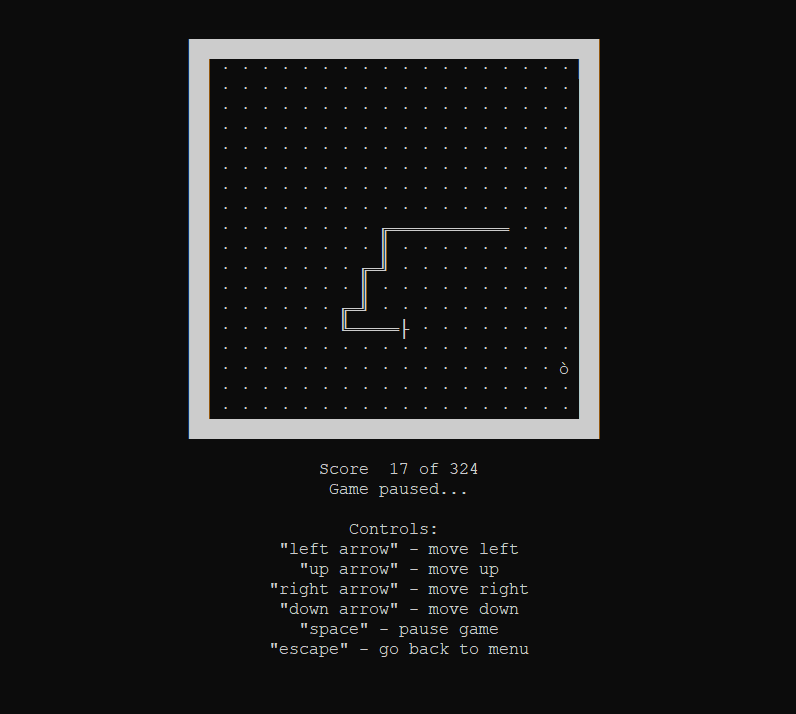 ò
Score  17 of 324
Game paused...
Controls:
"left arrow" - move left
"up arrow" - move up
"right arrow" - move right
"down arrow" - move down
"space" - pause game
"escape" - go back to menu